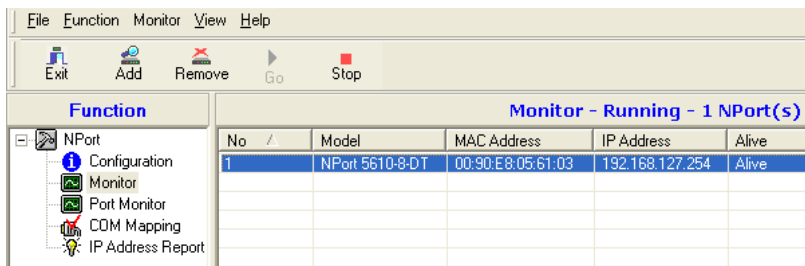 File Function Monitor View Help
Exit Add Remove Go Stop
Function
Monitor - Running - 1 NPort(s)
NPort
Configuration
Monitor
Port Monitor
COM Mapping
IP Address Report
No Model MAC Address IP Address Alive
1 NPort 5610-8-DT 00:90:E8:05:61:03 192.168.127.254 Alive